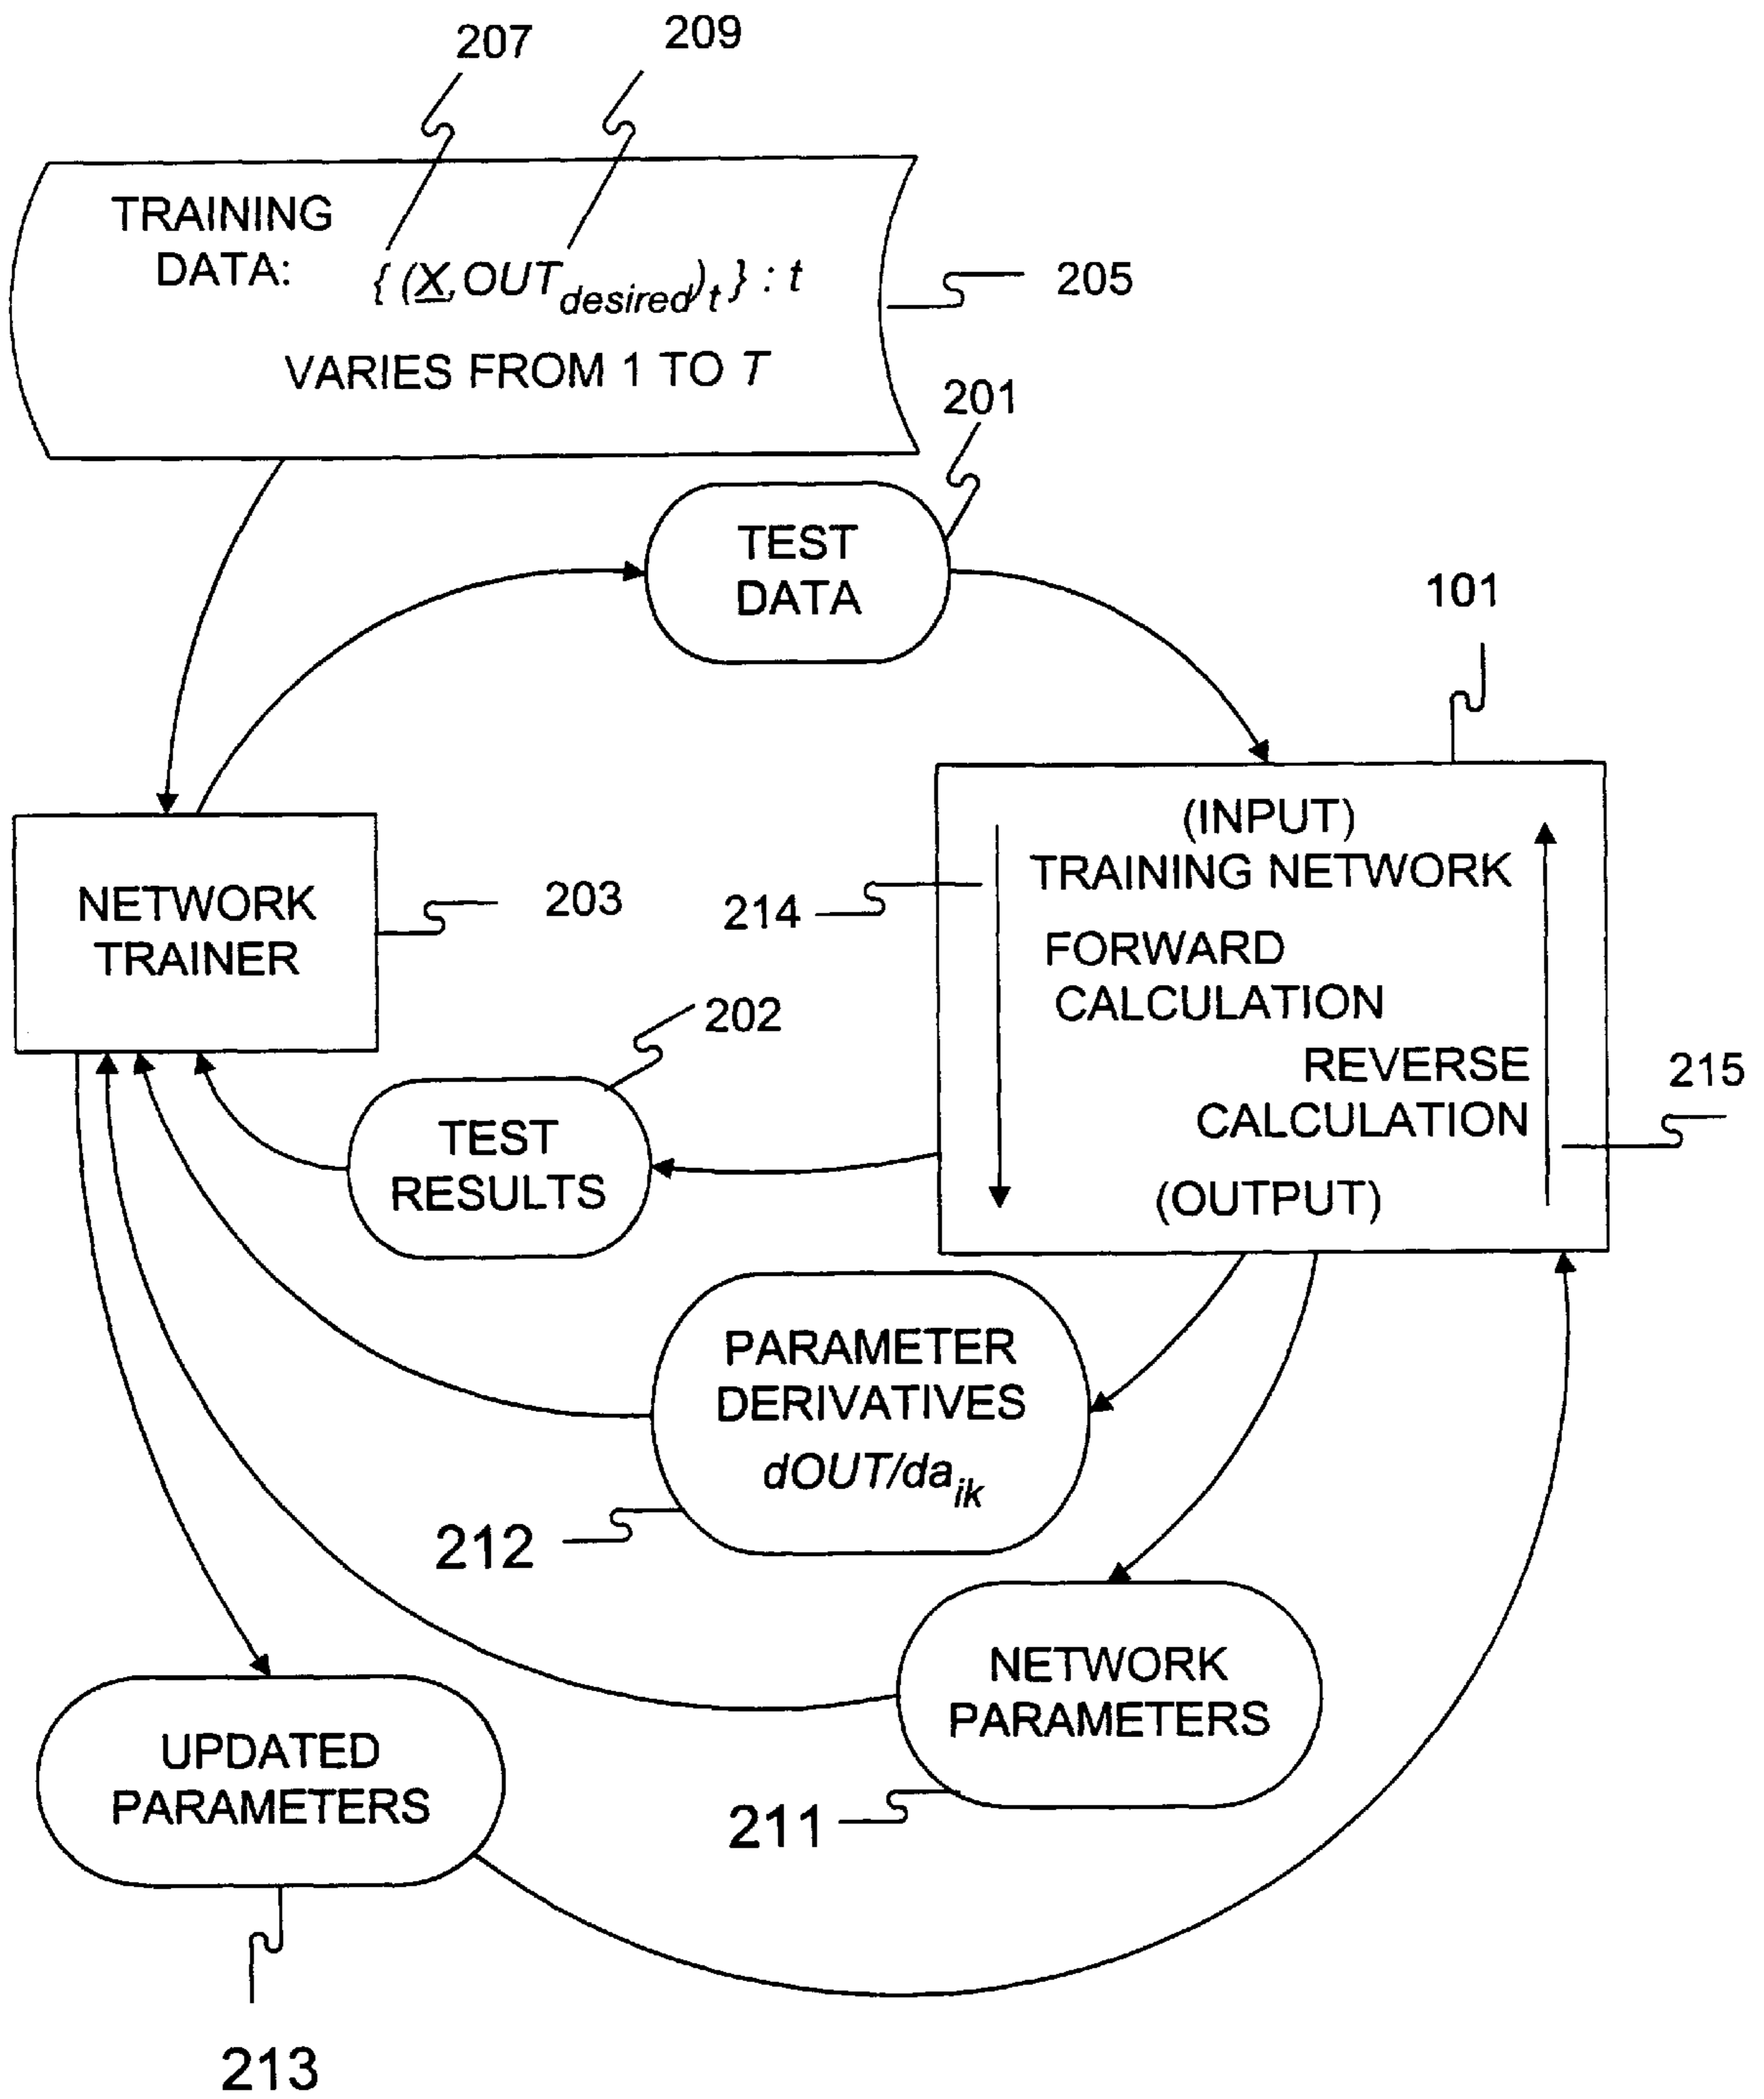 207
209
TRAINING
DATA:
{ (X,OUT_desired)_t } : t
VARIES FROM 1 TO T
205
201
TEST
DATA
101
(INPUT)
TRAINING NETWORK
FORWARD
CALCULATION
REVERSE
CALCULATION
(OUTPUT)
214
215
NETWORK
TRAINER
203
202
TEST
RESULTS
PARAMETER
DERIVATIVES
dOUT/da_ik
212
NETWORK
PARAMETERS
211
UPDATED
PARAMETERS
213